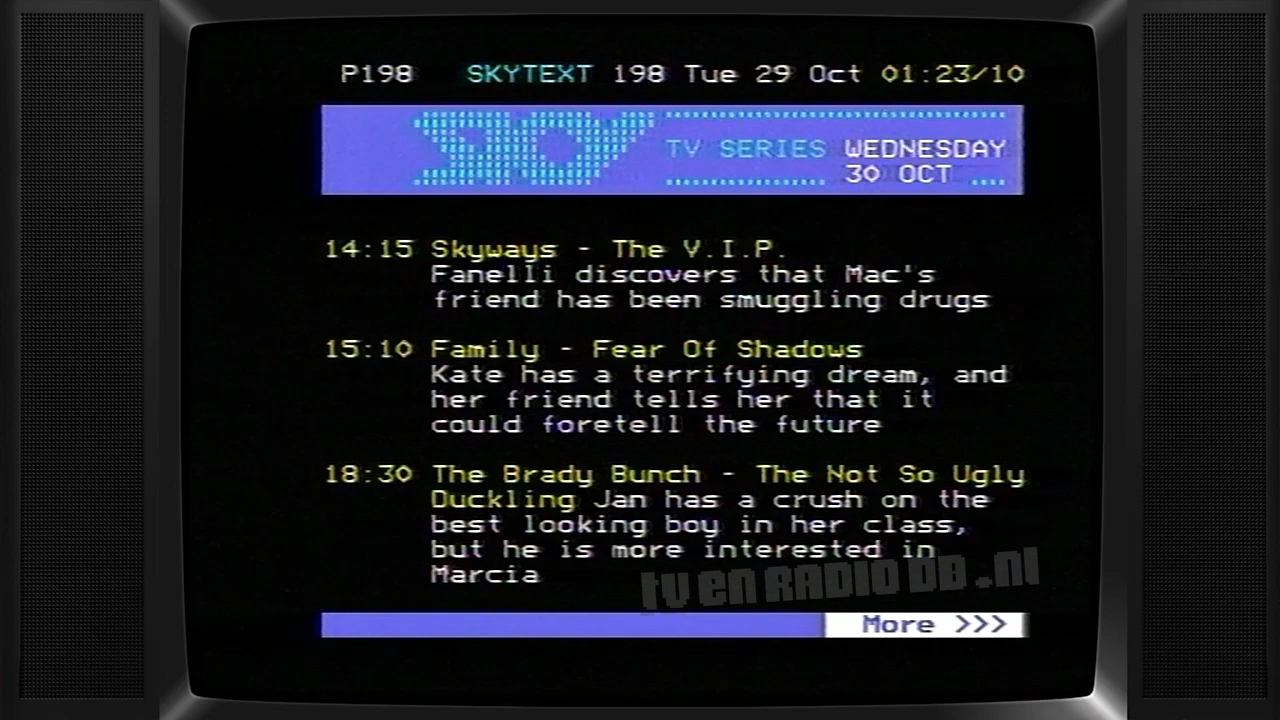 P198 SKYTEXT 198 Tue 29 Oct 01:23/10
SKY TV SERIES WEDNESDAY
30 OCT
14:15 Skyways - The V.I.P.
Fanelli discovers that Mac's
friend has been smuggling drugs
15:10 Family - Fear Of Shadows
Kate has a terrifying dream, and
her friend tells her that it
could foretell the future
18:30 The Brady Bunch - The Not So Ugly
Duckling Jan has a crush on the
best looking boy in her class,
but he is more interested in
Marcia
tv en RADIO DB .nl
More >>>